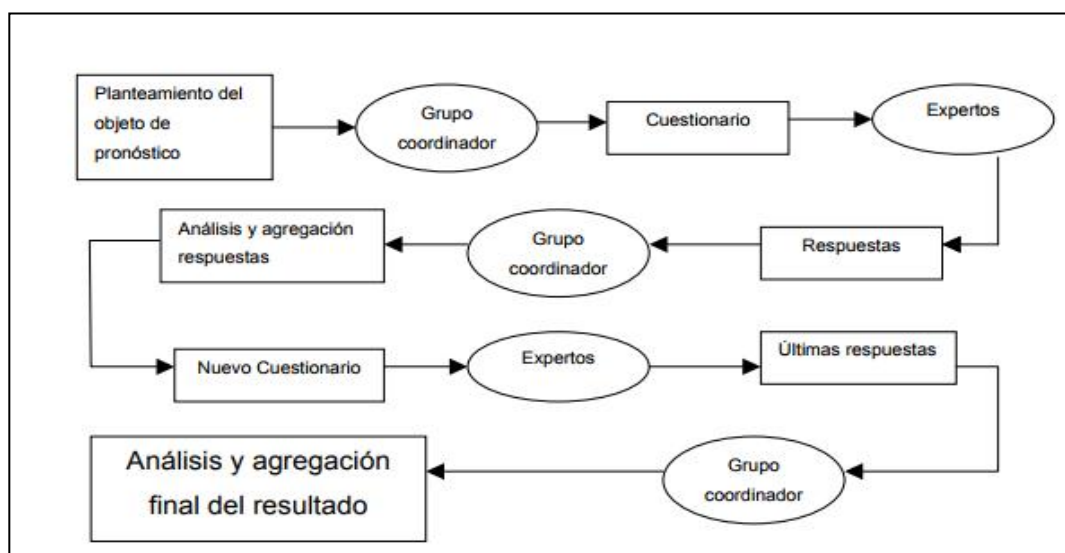 Planteamiento del
objeto de
pronóstico
Grupo
coordinador
Cuestionario
Expertos
Análisis y agregación
respuestas
Grupo
coordinador
Respuestas
Nuevo Cuestionario
Expertos
Últimas respuestas
Análisis y agregación
final del resultado
Grupo
coordinador